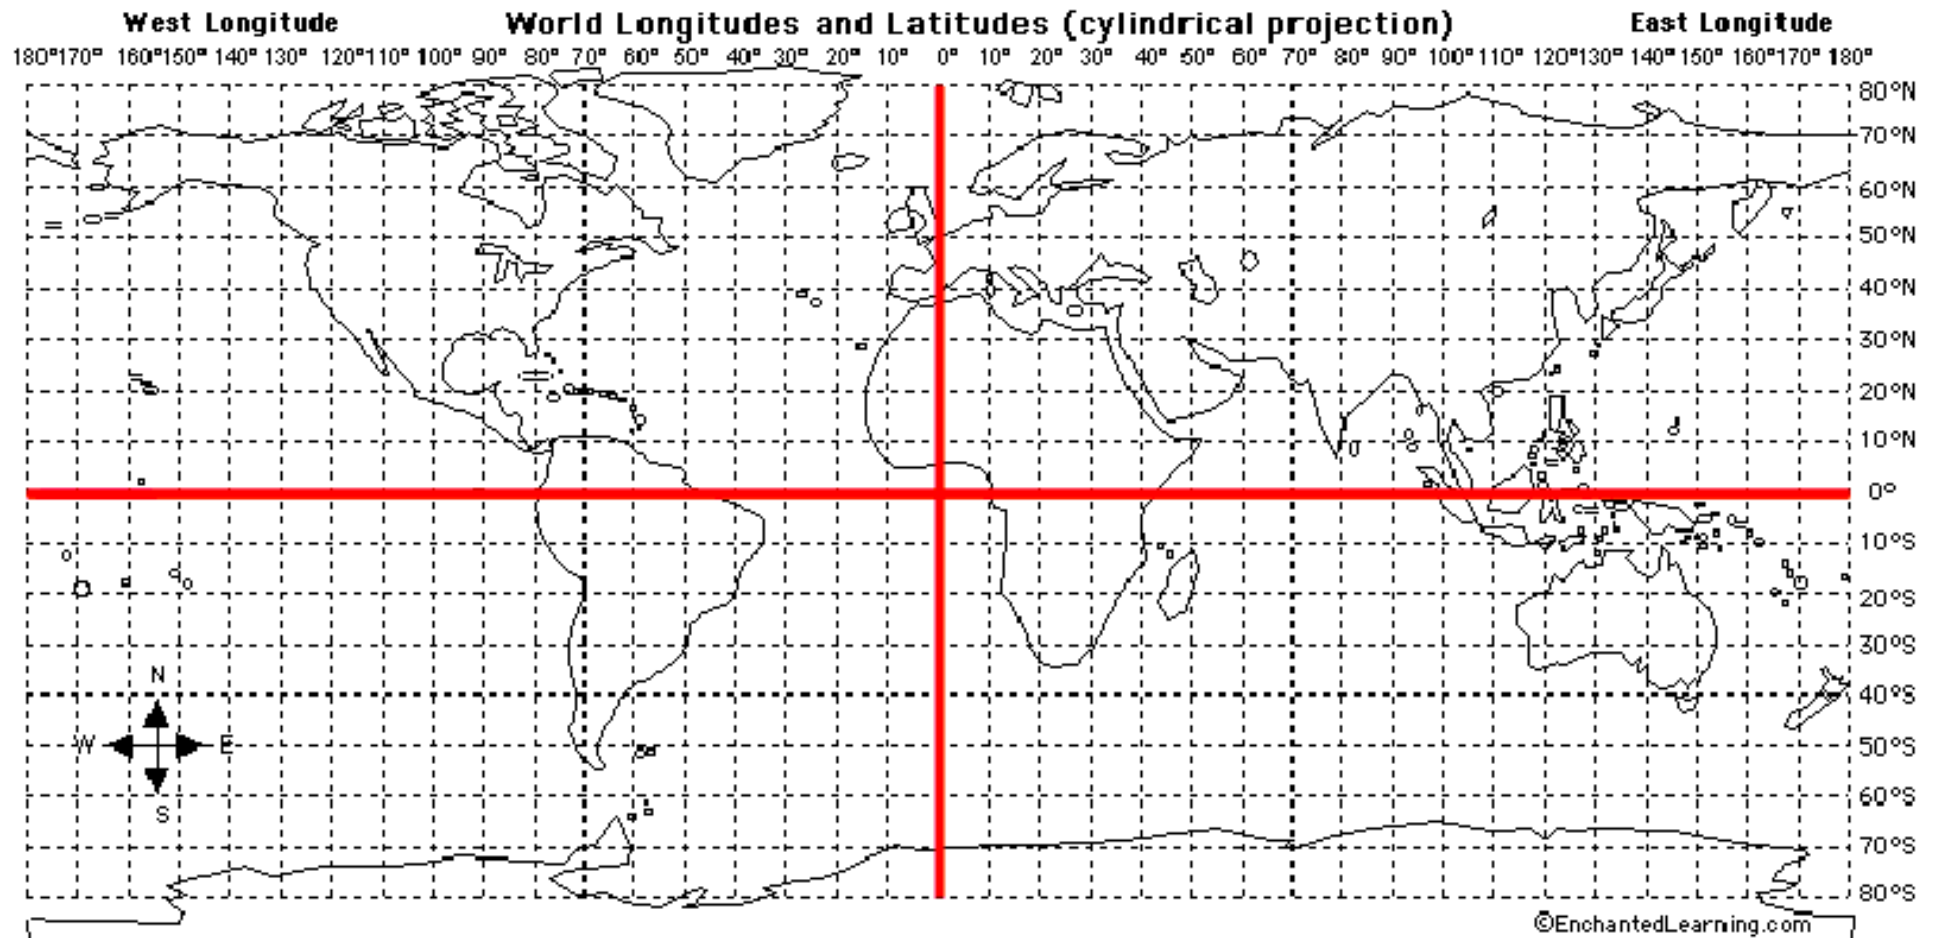 West Longitude World Longitudes and Latitudes (cylindrical projection) East Longitude
180° 170° 160° 150° 140° 130° 120° 110° 100° 90° 80° 70° 60° 50° 40° 30° 20° 10° 0° 10° 20° 30° 40° 50° 60° 70° 80° 90° 100° 110° 120° 130° 140° 150° 160° 170° 180°
80°N
70°N
60°N
50°N
40°N
30°N
20°N
10°N
0°
10°S
20°S
30°S
N
40°S
W E 50°S
60°S
S
70°S
80°S
©EnchantedLearning.com